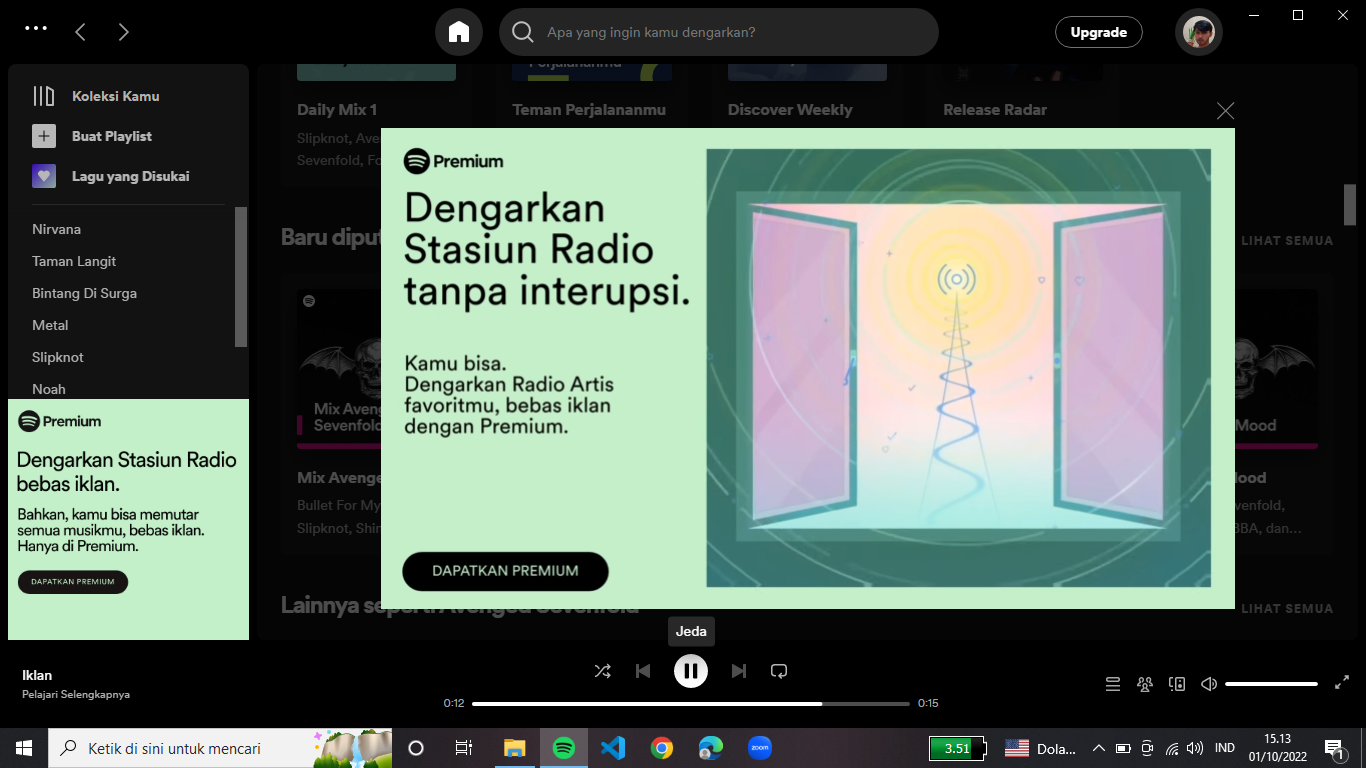 Apa yang ingin kamu dengarkan?
Upgrade
Koleksi Kamu
Buat Playlist
Lagu yang Disukai
Nirvana
Taman Langit
Bintang Di Surga
Metal
Slipknot
Noah
Premium
Dengarkan Stasiun Radio
bebas iklan.
Bahkan, kamu bisa memutar
semua musikmu, bebas iklan.
Hanya di Premium.
DAPATKAN PREMIUM
Perjalananmu
Daily Mix 1
Teman Perjalananmu
Discover Weekly
Release Radar
Slipknot, Ave
Sevenfold, Fo
Baru diput
LIHAT SEMUA
Mix Aveng
Sevenfold
Mix Avenge
Bullet For My
Slipknot, Shin
Mood
ood
venfold,
BBA, dan...
Lainnya seperti Avenged Sevenfold
LIHAT SEMUA
Premium
Dengarkan
Stasiun Radio
tanpa interupsi.
Kamu bisa.
Dengarkan Radio Artis
favoritmu, bebas iklan
dengan Premium.
DAPATKAN PREMIUM
Jeda
Iklan
Pelajari Selengkapnya
0:12
0:15
Ketik di sini untuk mencari
zoom
3.51
Dola...
IND
15.13
01/10/2022
1